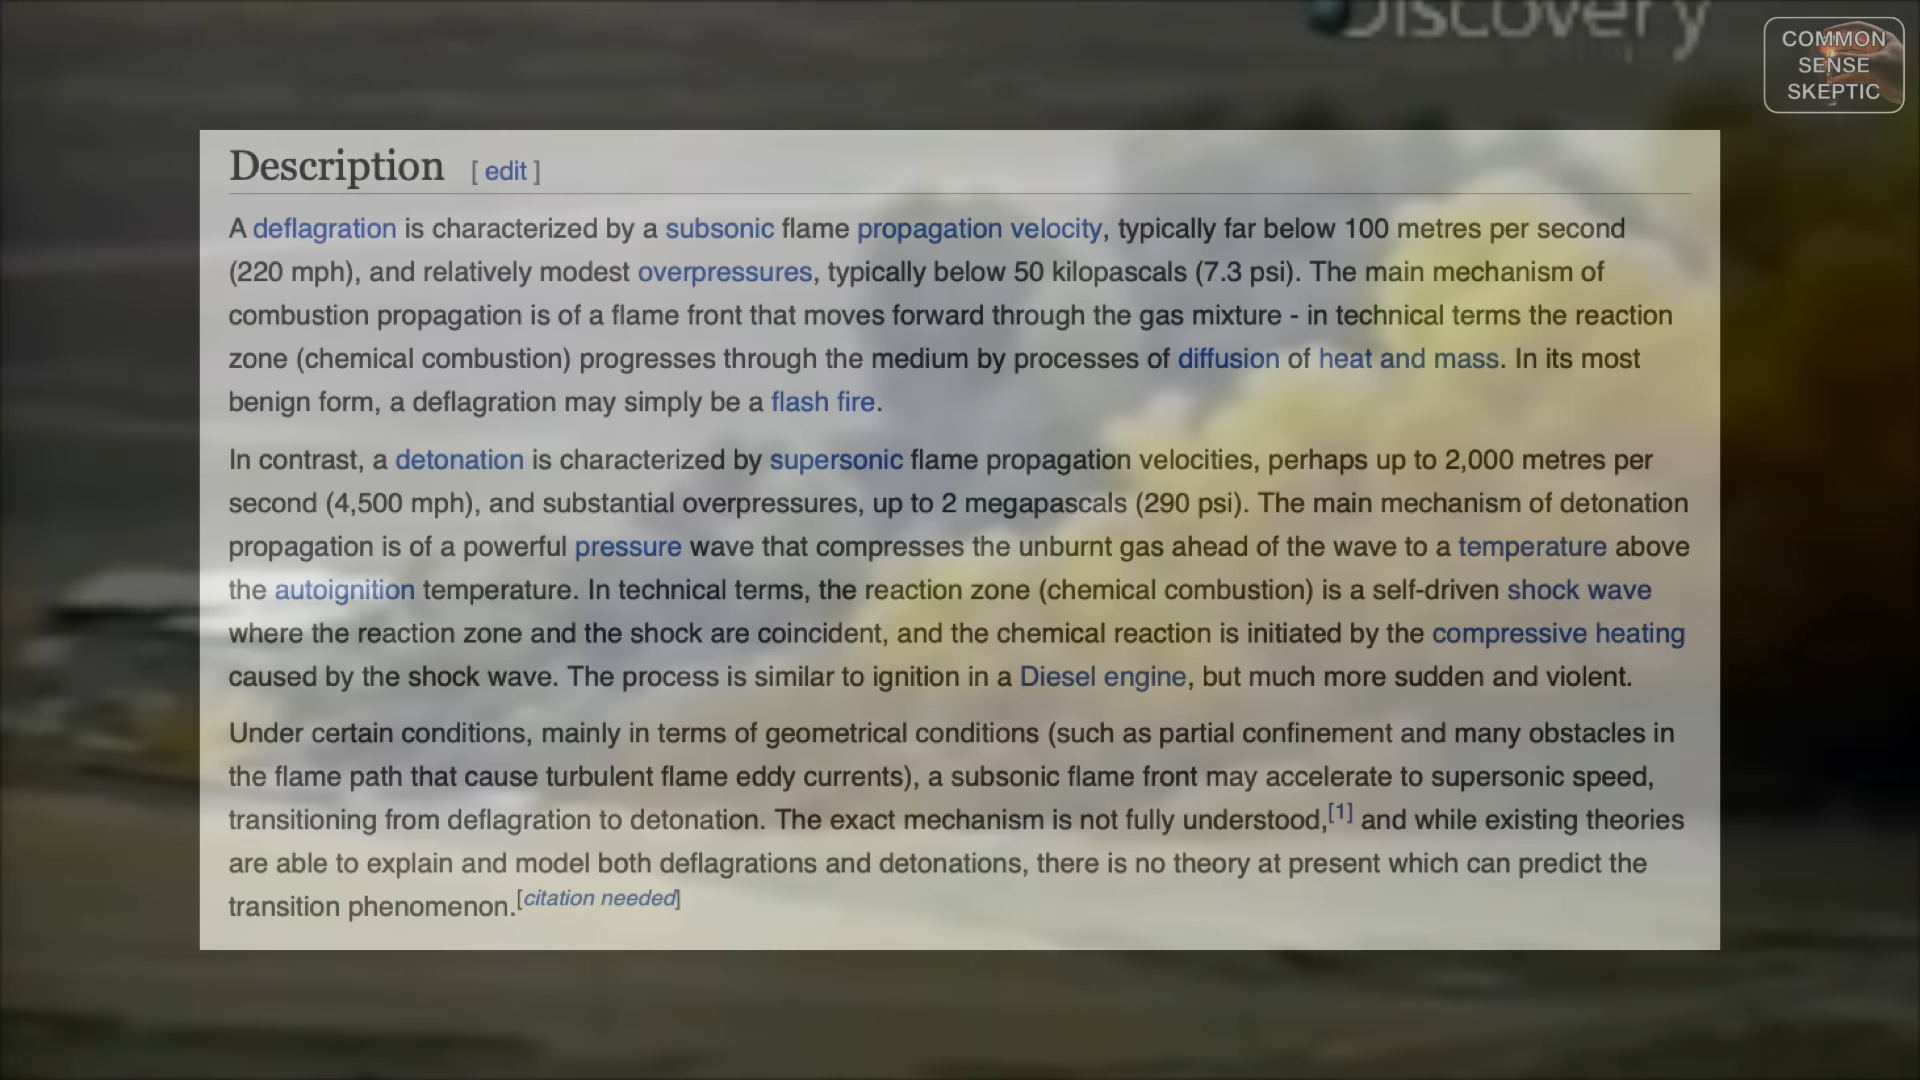 Discovery
COMMON
SENSE
SKEPTIC
Description [ edit ]
A deflagration is characterized by a subsonic flame propagation velocity, typically far below 100 metres per second
(220 mph), and relatively modest overpressures, typically below 50 kilopascals (7.3 psi). The main mechanism of
combustion propagation is of a flame front that moves forward through the gas mixture - in technical terms the reaction
zone (chemical combustion) progresses through the medium by processes of diffusion of heat and mass. In its most
benign form, a deflagration may simply be a flash fire.
In contrast, a detonation is characterized by supersonic flame propagation velocities, perhaps up to 2,000 metres per
second (4,500 mph), and substantial overpressures, up to 2 megapascals (290 psi). The main mechanism of detonation
propagation is of a powerful pressure wave that compresses the unburnt gas ahead of the wave to a temperature above
the autoignition temperature. In technical terms, the reaction zone (chemical combustion) is a self-driven shock wave
where the reaction zone and the shock are coincident, and the chemical reaction is initiated by the compressive heating
caused by the shock wave. The process is similar to ignition in a Diesel engine, but much more sudden and violent.
Under certain conditions, mainly in terms of geometrical conditions (such as partial confinement and many obstacles in
the flame path that cause turbulent flame eddy currents), a subsonic flame front may accelerate to supersonic speed,
transitioning from deflagration to detonation. The exact mechanism is not fully understood,[1] and while existing theories
are able to explain and model both deflagrations and detonations, there is no theory at present which can predict the
transition phenomenon.[citation needed]